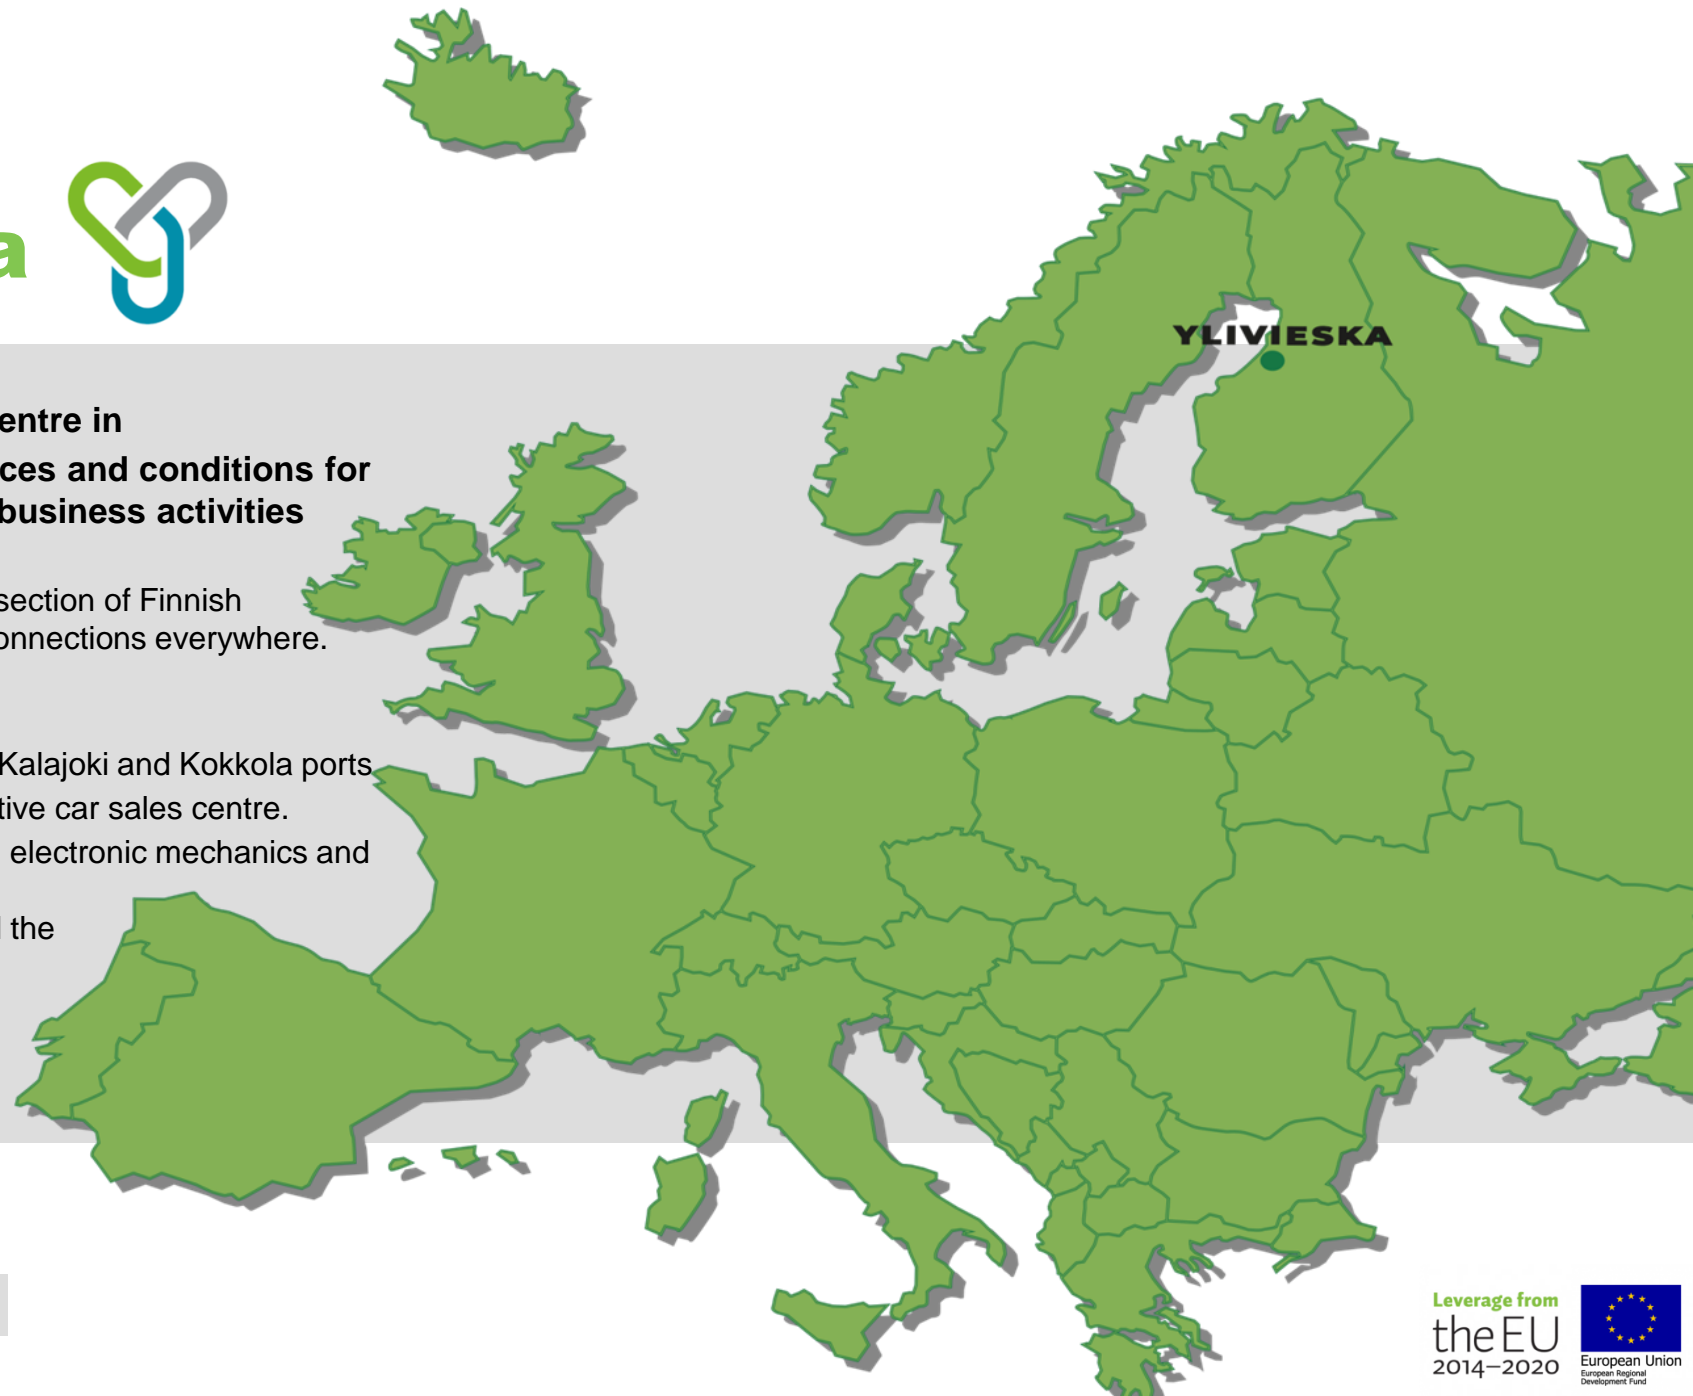 a
YLIVIESKA
entre in
ces and conditions for
business activities
section of Finnish
onnections everywhere.
Kalajoki and Kokkola ports
tive car sales centre.
electronic mechanics and
the
Leverage from
the EU
2014–2020
European Union
European Regional
Development Fund